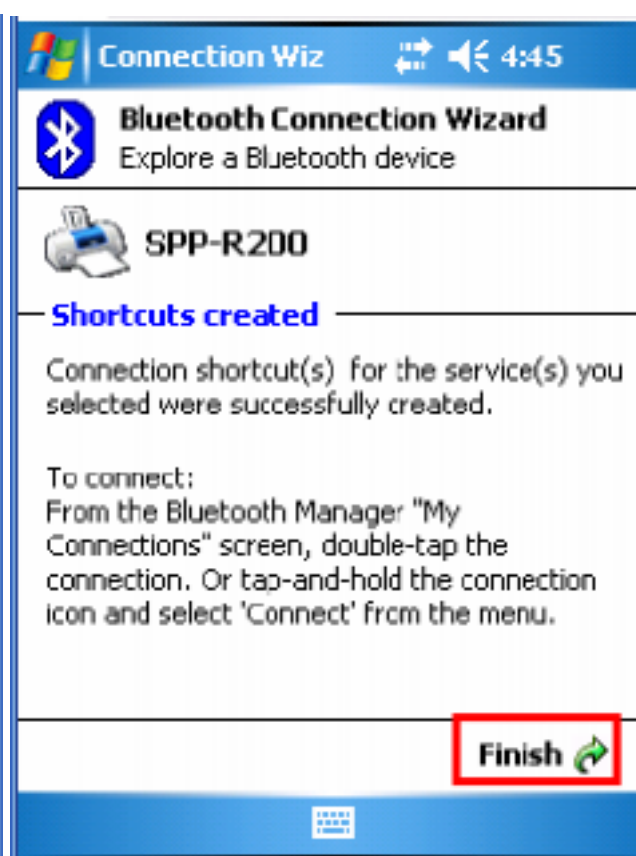 Connection Wiz 4:45
Bluetooth Connection Wizard
Explore a Bluetooth device
SPP-R200
Shortcuts created
Connection shortcut(s) for the service(s) you
selected were successfully created.
To connect:
From the Bluetooth Manager "My
Connections" screen, double-tap the
connection. Or tap-and-hold the connection
icon and select 'Connect' from the menu.
Finish